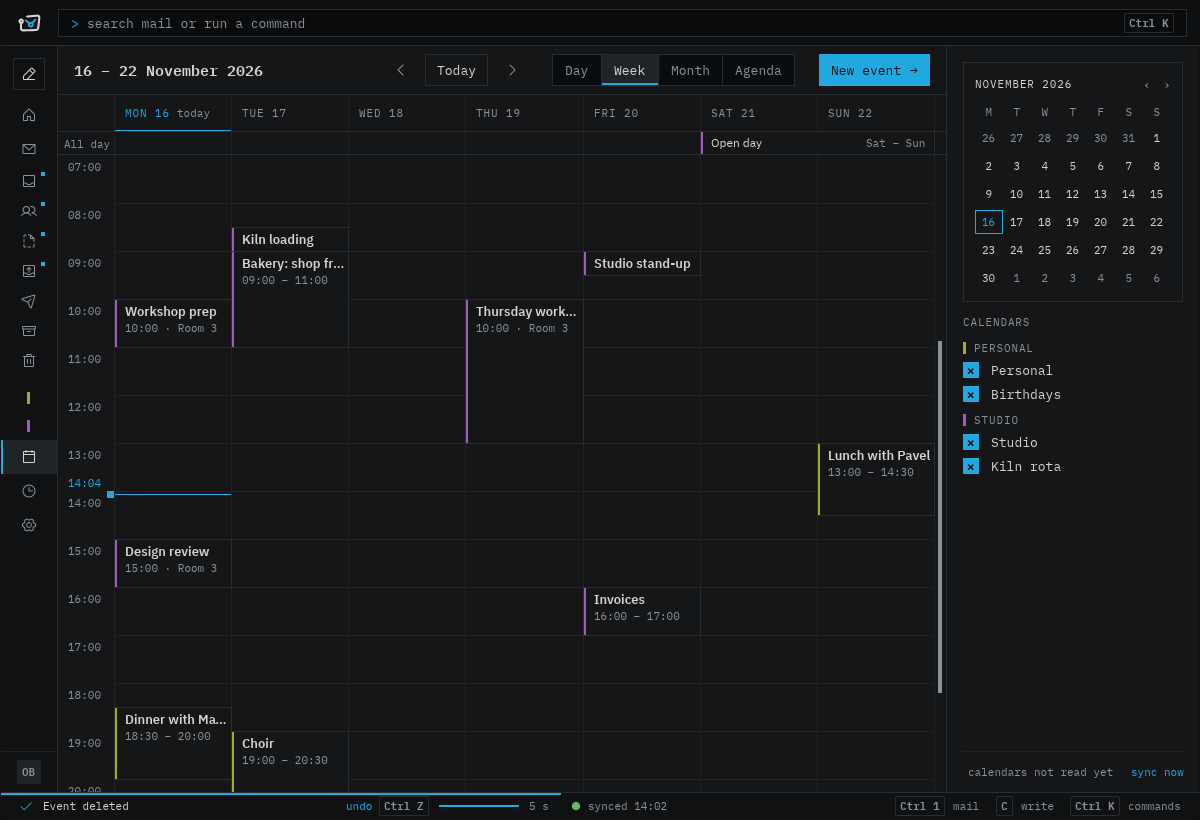 > search mail or run a command Ctrl K
16 – 22 November 2026 Today Day Week Month Agenda New event →
MON 16 today TUE 17 WED 18 THU 19 FRI 20 SAT 21 SUN 22
All day Open day Sat – Sun
07:00
08:00
Kiln loading
09:00 Bakery: shop fr… Studio stand-up
09:00 – 11:00
10:00 Workshop prep Thursday work…
10:00 · Room 3 10:00 · Room 3
11:00
12:00
13:00 Lunch with Pavel
13:00 – 14:30
14:04
14:00
15:00 Design review
15:00 · Room 3
16:00 Invoices
16:00 – 17:00
17:00
18:00
Dinner with Ma…
18:30 – 20:00
19:00 Choir
19:00 – 20:30
20:00
NOVEMBER 2026 ‹ ›
M T W T F S S
26 27 28 29 30 31 1
2 3 4 5 6 7 8
9 10 11 12 13 14 15
16 17 18 19 20 21 22
23 24 25 26 27 28 29
30 1 2 3 4 5 6
CALENDARS
PERSONAL
Personal
Birthdays
STUDIO
Studio
Kiln rota
calendars not read yet sync now
OB
Event deleted undo Ctrl Z 5 s synced 14:02 Ctrl 1 mail C write Ctrl K commands